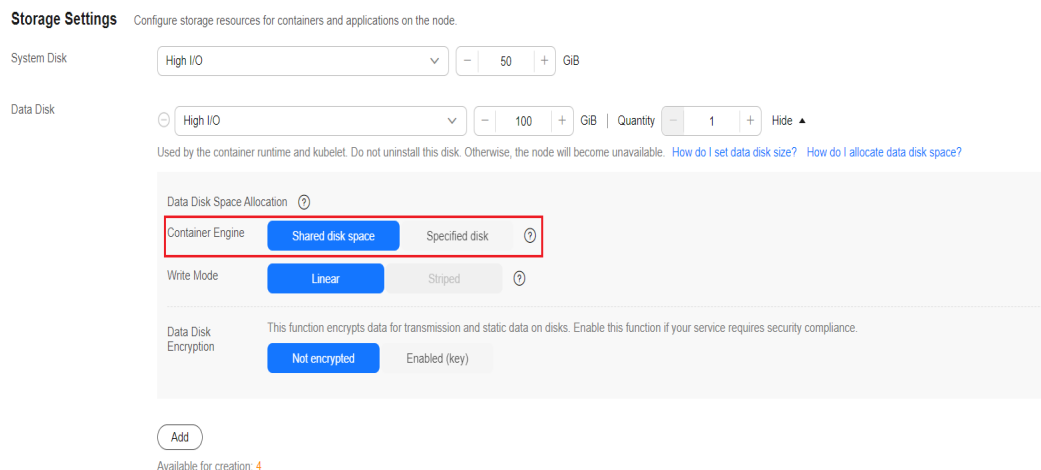 Storage Settings Configure storage resources for containers and applications on the node.
System Disk High I/O − 50 + GiB
Data Disk High I/O − 100 + GiB | Quantity − 1 + Hide ▲
Used by the container runtime and kubelet. Do not uninstall this disk. Otherwise, the node will become unavailable. How do I set data disk size? How do I allocate data disk space?
Data Disk Space Allocation ?
Container Engine Shared disk space Specified disk ?
Write Mode Linear Striped ?
Data Disk Encryption This function encrypts data for transmission and static data on disks. Enable this function if your service requires security compliance.
Not encrypted Enabled (key)
Add
Available for creation: 4